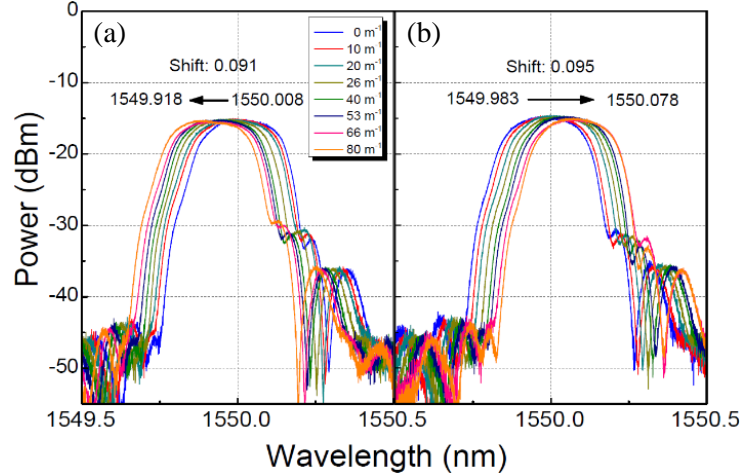 (a)
Shift: 0.091
1549.918
1550.008
0 m⁻¹
10 m⁻¹
20 m⁻¹
26 m⁻¹
40 m⁻¹
53 m⁻¹
66 m⁻¹
80 m⁻¹
(b)
Shift: 0.095
1549.983
1550.078
0
-10
-20
-30
-40
-50
Power (dBm)
1549.5
1550.0
1550.5
1550.0
1550.5
Wavelength (nm)